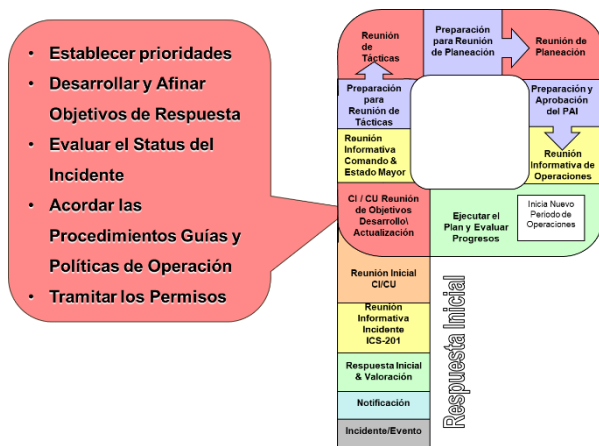 • Establecer prioridades
• Desarrollar y Afinar
Objetivos de Respuesta
• Evaluar el Status del
Incidente
• Acordar las
Procedimientos Guías y
Políticas de Operación
• Tramitar los Permisos
Reunión
de
Tácticas
Preparación
para Reunión
de Planeación
Reunión de
Planeación
Preparación
para
Reunión de
Tácticas
Preparación y
Aprobación
del PAI
Reunión
Informativa
Comando &
Estado Mayor
Reunión
Informativa de
Operaciones
CI / CU Reunión
de Objetivos
Desarrollo\
Actualización
Ejecutar el
Plan y Evaluar
Progresos
Inicia Nuevo
Periodo de
Operaciones
Reunión Inicial
CI/CU
Reunión
Informativa
Incidente
ICS-201
Respuesta Inicial
& Valoración
Notificación
Incidente/Evento
Respuesta Inicial